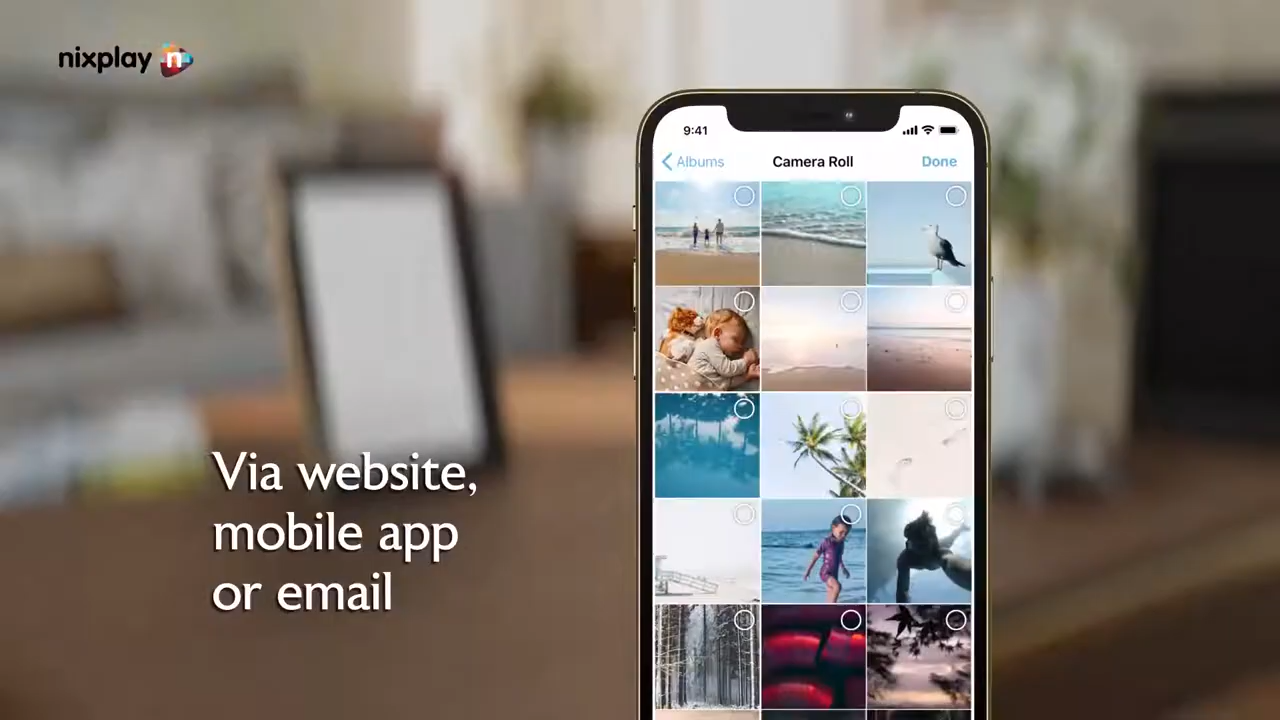 nixplay n
9:41
Albums Camera Roll Done
Via website,
mobile app
or email